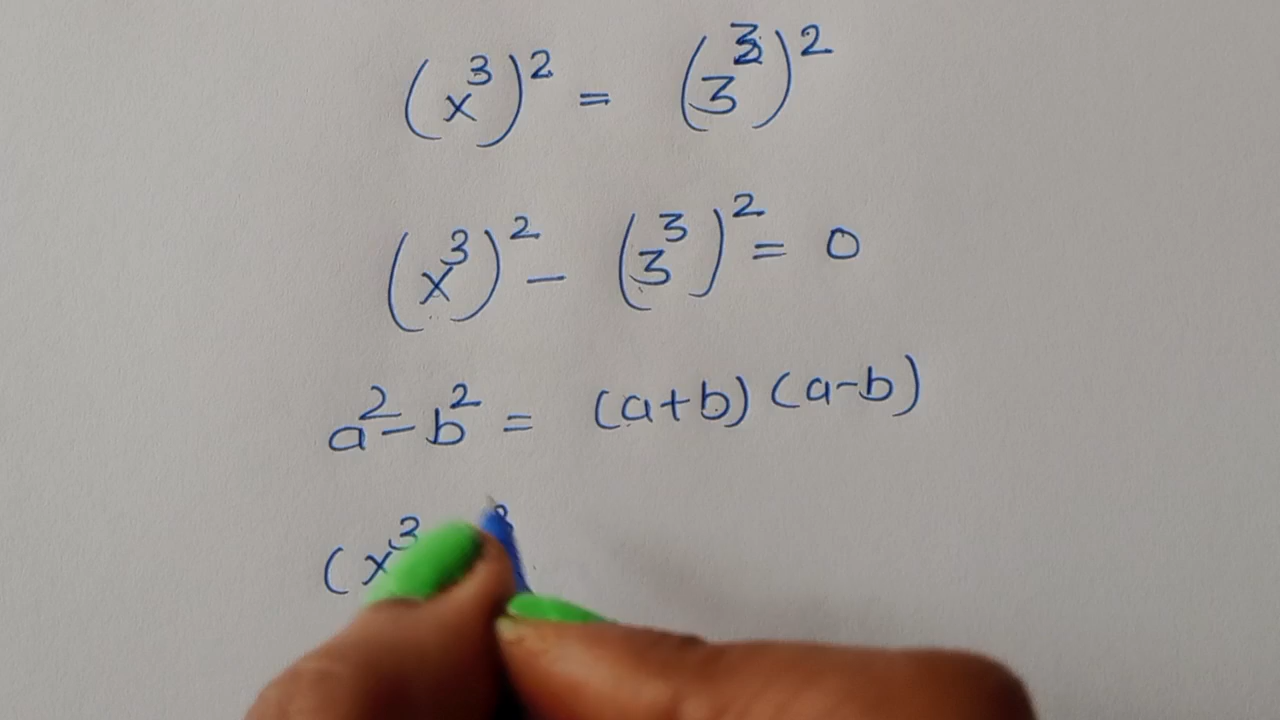 (x³)² = (3³)²
(x³)² - (3³)² = 0
a² - b² = (a+b) (a-b)
(x³